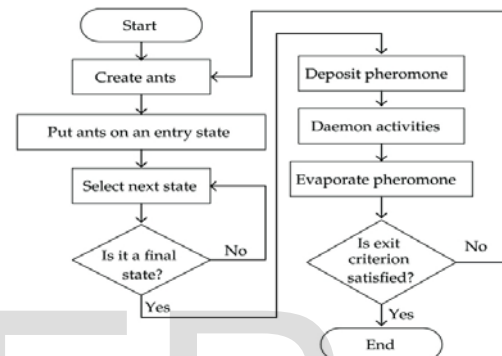 Start
Create ants
Put ants on an entry state
Select next state
Is it a final
state?
No
Yes
Deposit pheromone
Daemon activities
Evaporate pheromone
Is exit
criterion
satisfied?
No
Yes
End